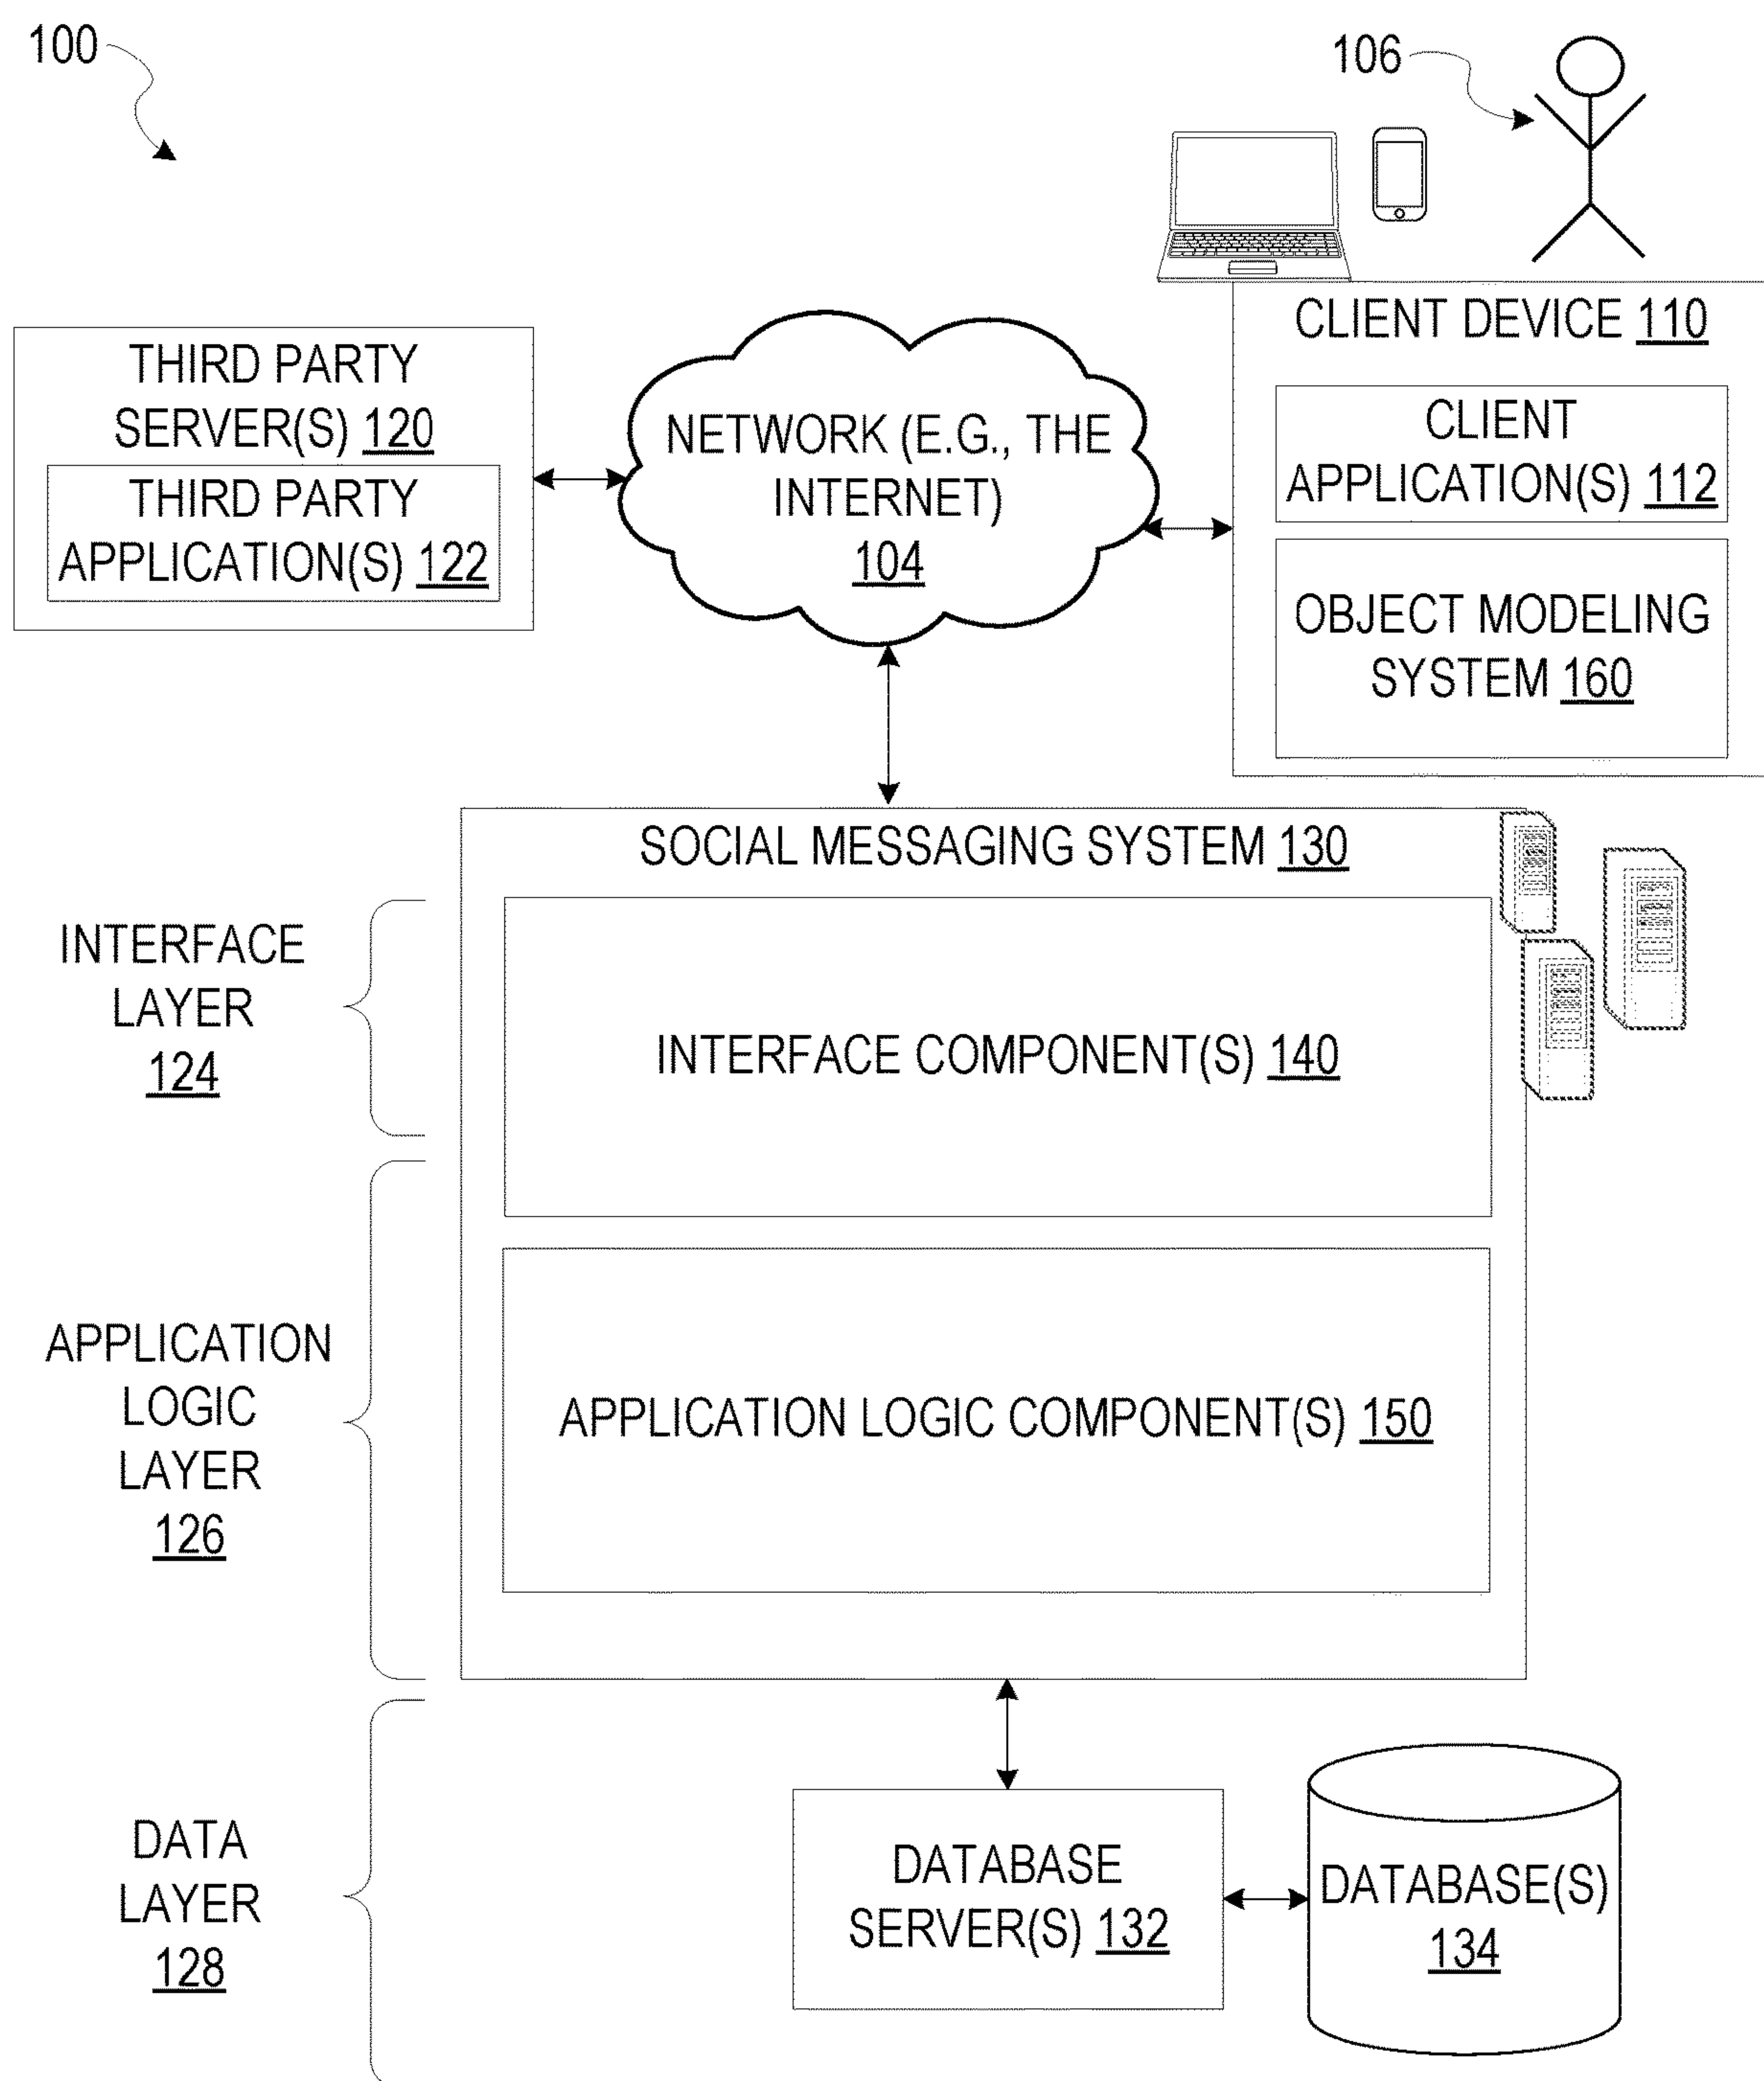 100
106
CLIENT DEVICE 110
CLIENT
APPLICATION(S) 112
OBJECT MODELING
SYSTEM 160
THIRD PARTY
SERVER(S) 120
THIRD PARTY
APPLICATION(S) 122
NETWORK (E.G., THE
INTERNET)
104
SOCIAL MESSAGING SYSTEM 130
INTERFACE
LAYER
124
INTERFACE COMPONENT(S) 140
APPLICATION
LOGIC
LAYER
126
APPLICATION LOGIC COMPONENT(S) 150
DATA
LAYER
128
DATABASE
SERVER(S) 132
DATABASE(S)
134